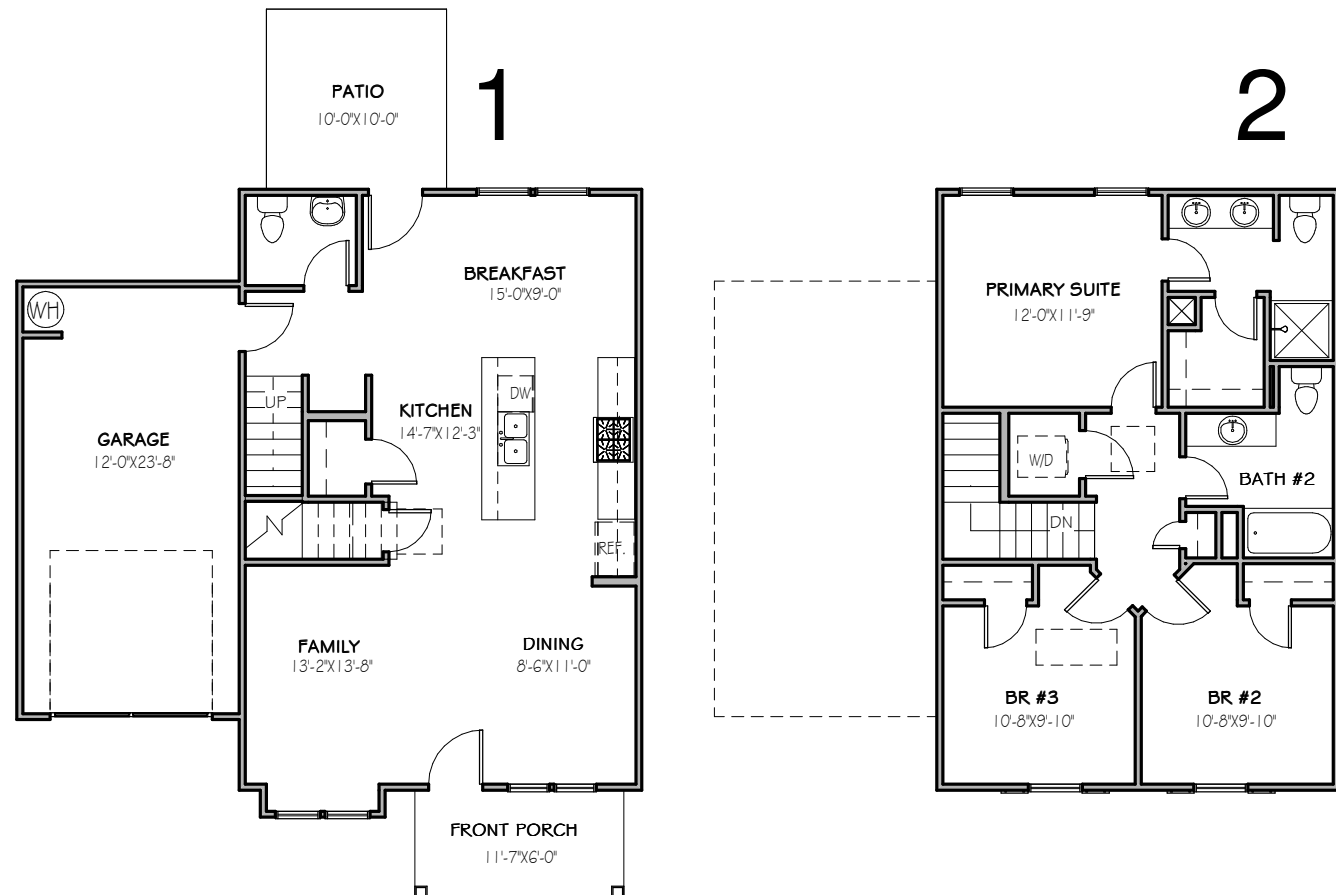 PATIO
10'-0"X10'-0"
1
BREAKFAST
15'-0"X9'-0"
WH
UP
KITCHEN
14'-7"X12'-3"
DW
GARAGE
12'-0"X23'-8"
REF.
FAMILY
13'-2"X13'-8"
DINING
8'-6"X11'-0"
FRONT PORCH
11'-7"X6'-0"
2
PRIMARY SUITE
12'-0"X11'-9"
W/D
BATH #2
DN
BR #3
10'-8"X9'-10"
BR #2
10'-8"X9'-10"